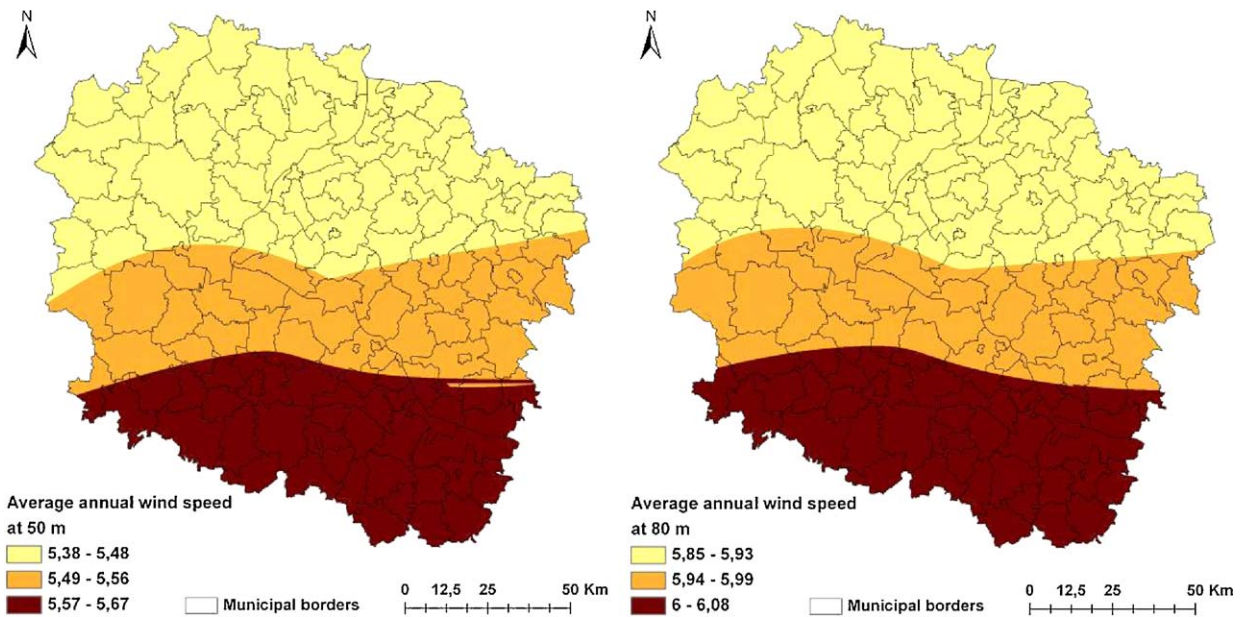 N
Average annual wind speed
at 50 m
5,38 - 5,48
5,49 - 5,56
5,57 - 5,67
Municipal borders
0 12,5 25 50 Km
N
Average annual wind speed
at 80 m
5,85 - 5,93
5,94 - 5,99
6 - 6,08
Municipal borders
0 12,5 25 50 Km